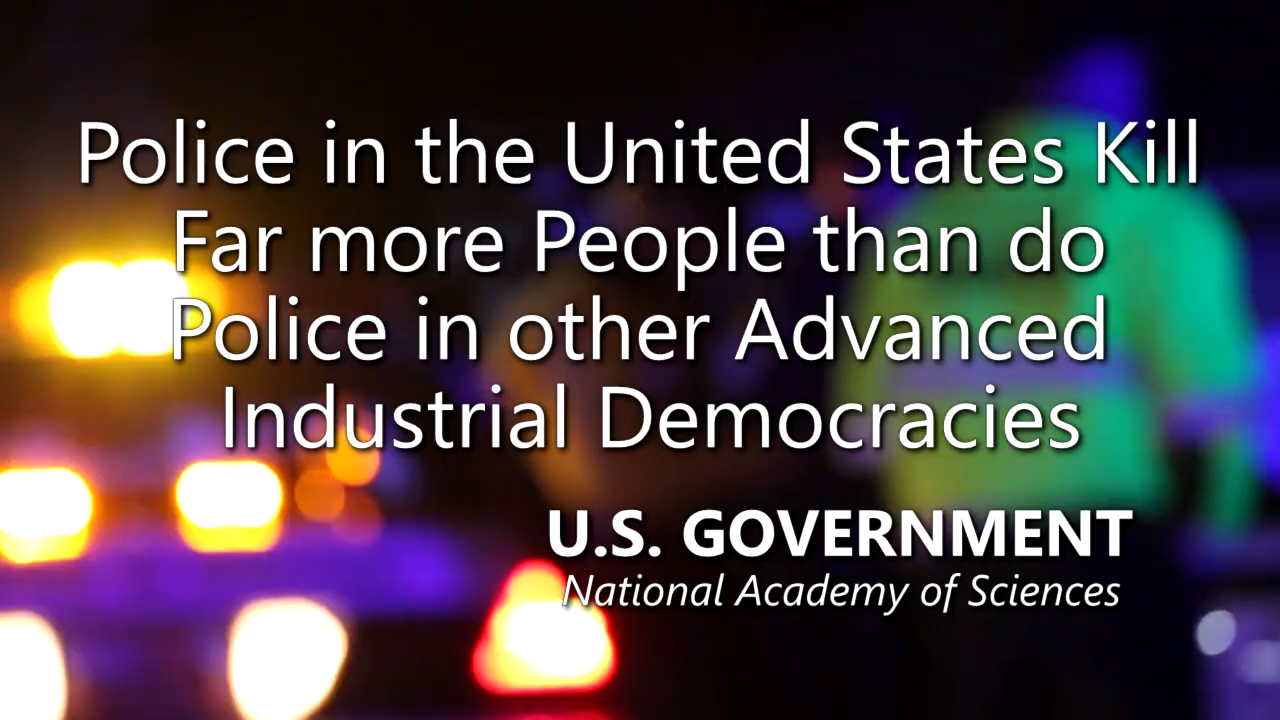 Police in the United States Kill
Far more People than do
Police in other Advanced
Industrial Democracies
U.S. GOVERNMENT
National Academy of Sciences